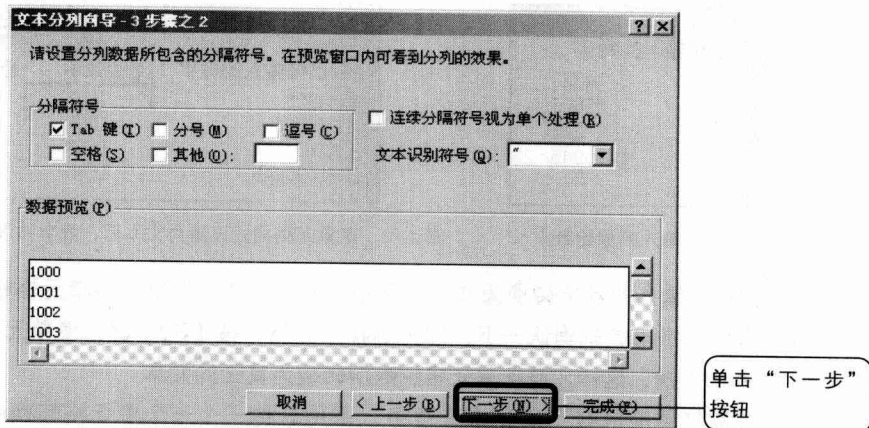 文本分列向导 - 3 步骤之 2
请设置分列数据所包含的分隔符号。在预览窗口内可看到分列的效果。
分隔符号
Tab 键(T) 分号(M) 逗号(C)
空格(S) 其他(O):
连续分隔符号视为单个处理(R)
文本识别符号(Q): "
数据预览(P)
1000
1001
1002
1003
取消 <上一步(B) 下一步(N) > 完成(F)
单击“下一步”
按钮